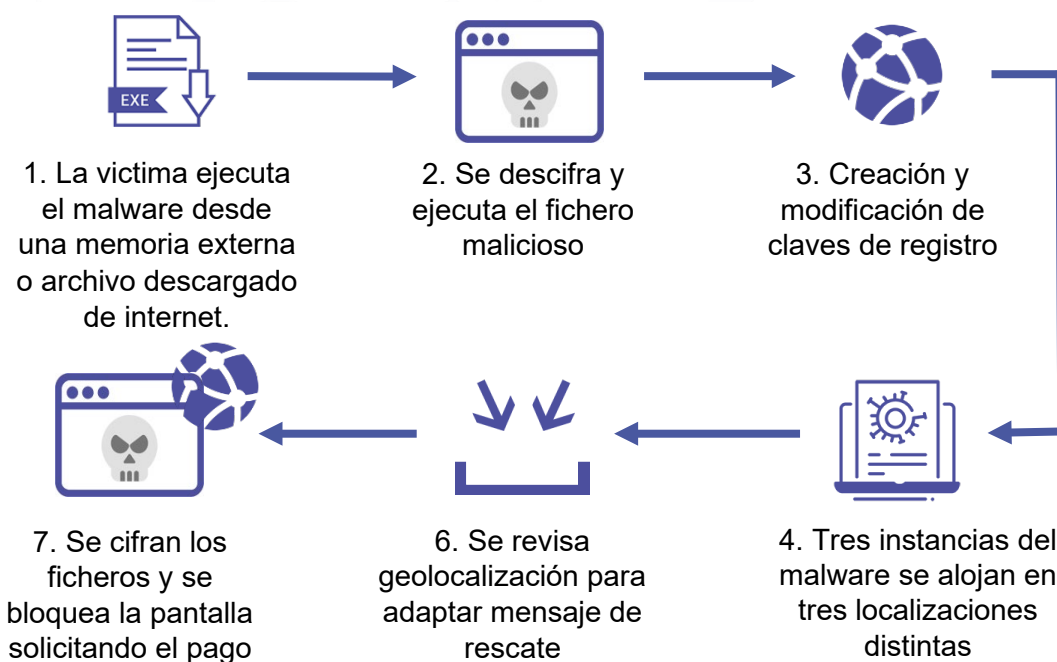 EXE
1. La victima ejecuta
el malware desde
una memoria externa
o archivo descargado
de internet.
2. Se descifra y
ejecuta el fichero
malicioso
3. Creación y
modificación de
claves de registro
4. Tres instancias del
malware se alojan en
tres localizaciones
distintas
6. Se revisa
geolocalización para
adaptar mensaje de
rescate
7. Se cifran los
ficheros y se
bloquea la pantalla
solicitando el pago